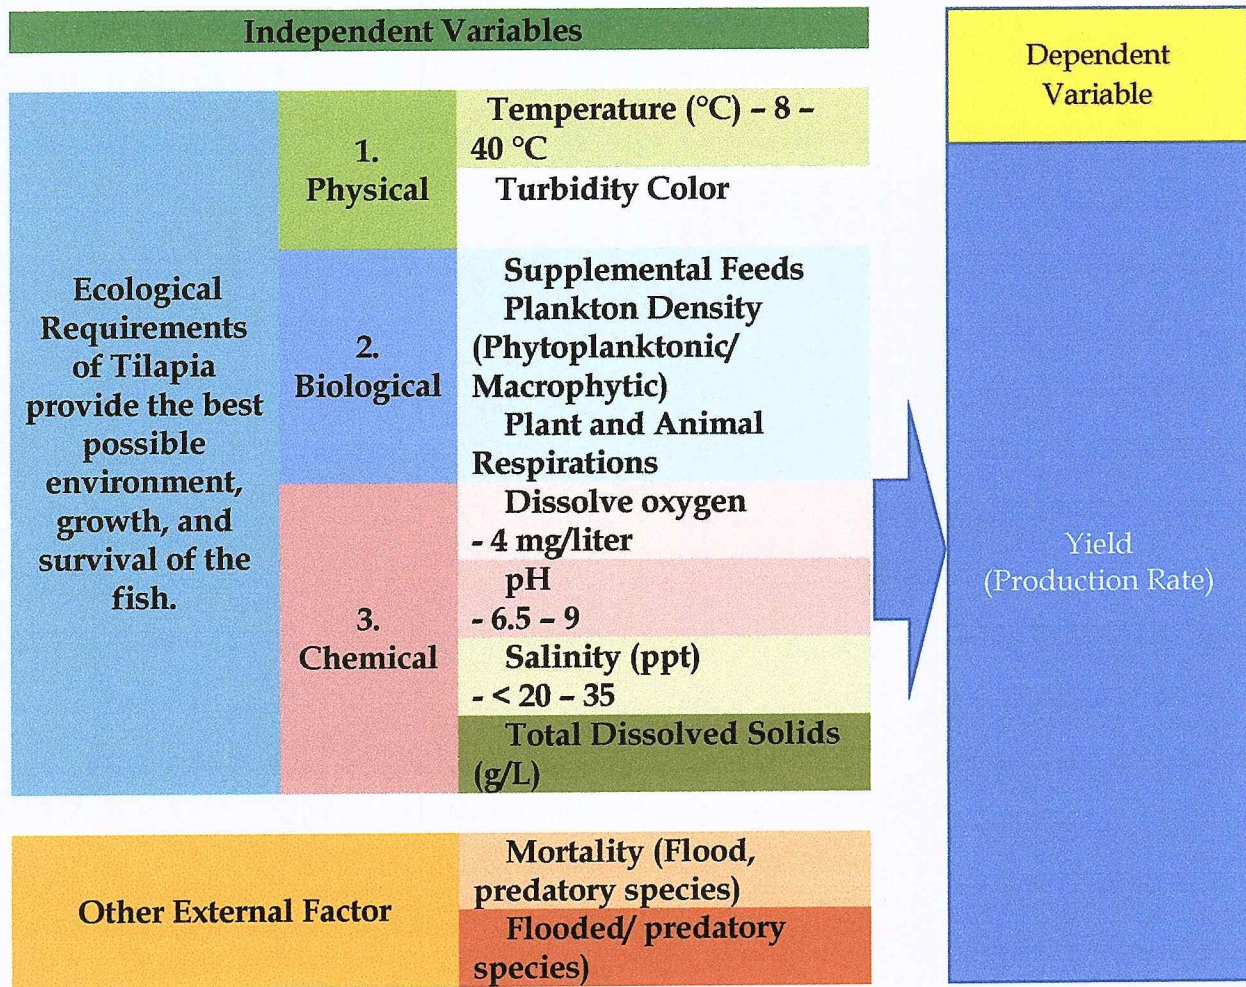 Independent Variables
Ecological
Requirements
of Tilapia
provide the best
possible
environment,
growth, and
survival of the
fish.
1.
Physical
Temperature (°C) – 8 –
40 °C
Turbidity Color
2.
Biological
Supplemental Feeds
Plankton Density
(Phytoplanktonic/
Macrophytic)
Plant and Animal
Respirations
3.
Chemical
Dissolve oxygen
- 4 mg/liter
pH
- 6.5 – 9
Salinity (ppt)
- < 20 – 35
Total Dissolved Solids
(g/L)
Other External Factor
Mortality (Flood,
predatory species)
Flooded/ predatory
species)
Dependent
Variable
Yield
(Production Rate)